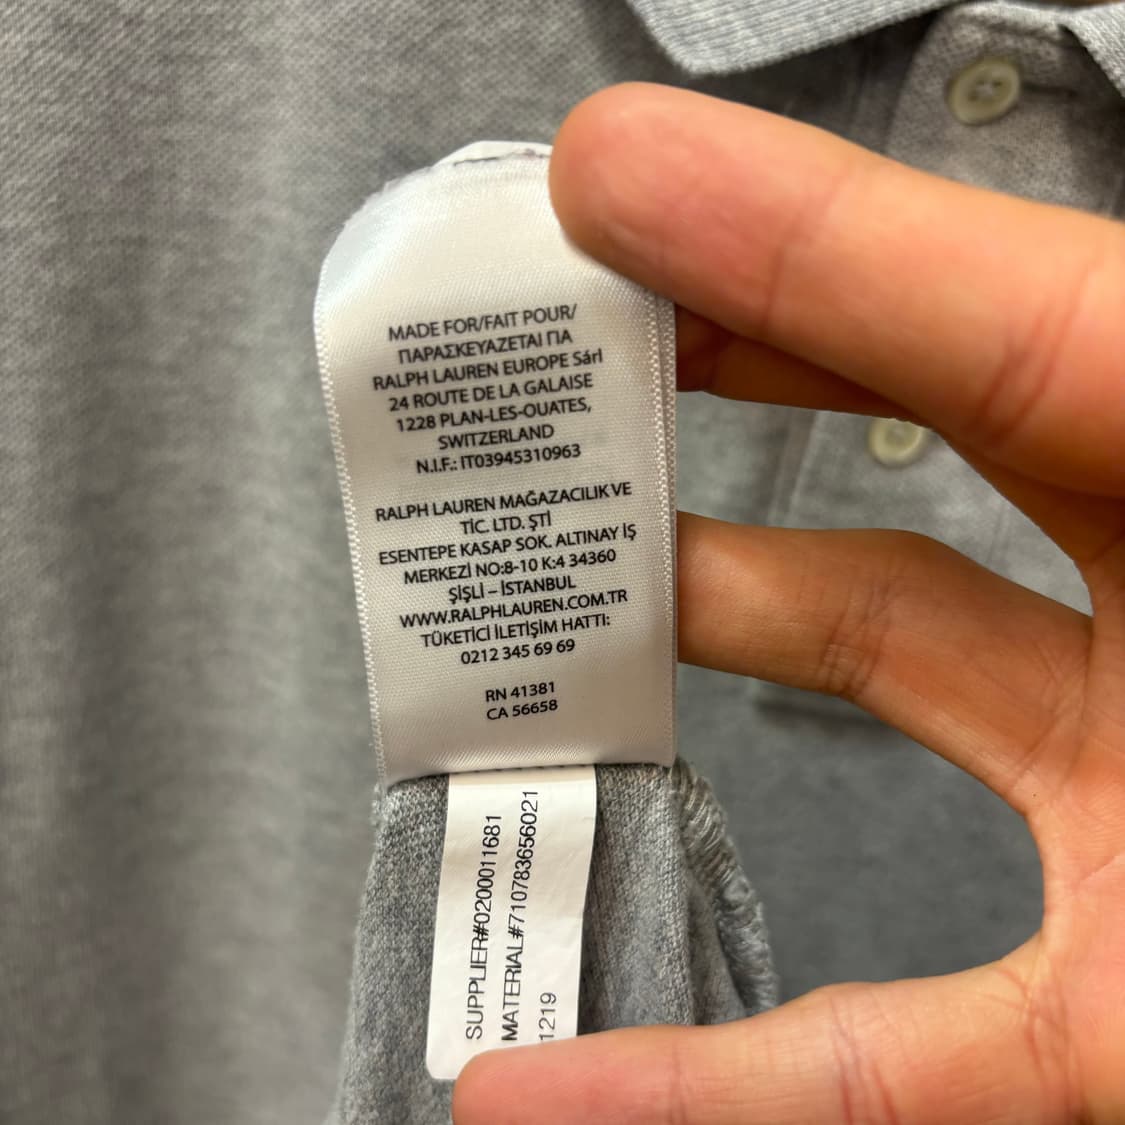 MADE FOR/FAIT POUR/
ΠΑΡΑΣΚΕΥΑΖΕΤΑΙ ΓΙΑ
RALPH LAUREN EUROPE Sárl
24 ROUTE DE LA GALAISE
1228 PLAN-LES-OUATES,
SWITZERLAND
N.I.F.: IT03945310963
RALPH LAUREN MAĞAZACILIK VE
TİC. LTD. ŞTİ
ESENTEPE KASAP SOK. ALTINAY İŞ
MERKEZİ NO:8-10 K:4 34360
ŞİŞLİ – İSTANBUL
WWW.RALPHLAUREN.COM.TR
TÜKETİCİ İLETİŞİM HATTI:
0212 345 69 69
RN 41381
CA 56658
SUPPLIER#0200011681
MATERIAL#710783656021
1219